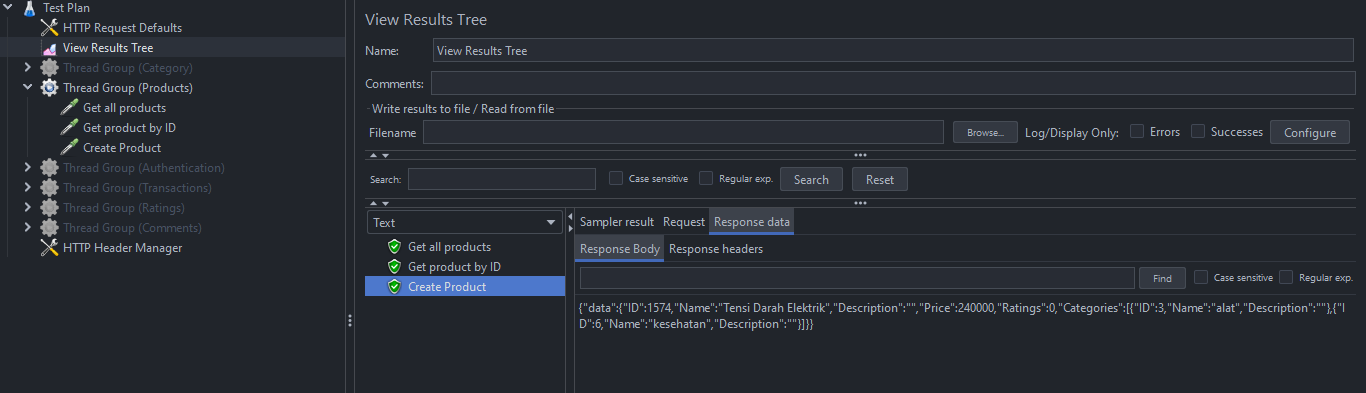 Test Plan
HTTP Request Defaults
View Results Tree
Thread Group (Category)
Thread Group (Products)
Get all products
Get product by ID
Create Product
Thread Group (Authentication)
Thread Group (Transactions)
Thread Group (Ratings)
Thread Group (Comments)
HTTP Header Manager
View Results Tree
Name: View Results Tree
Comments:
Write results to file / Read from file
Filename Browse... Log/Display Only: Errors Successes Configure
Search: Case sensitive Regular exp. Search Reset
Text
Get all products
Get product by ID
Create Product
Sampler result Request Response data
Response Body Response headers
Find Case sensitive Regular exp.
{"data":{"ID":1574,"Name":"Tensi Darah Elektrik","Description":"","Price":240000,"Ratings":0,"Categories":[{"ID":3,"Name":"alat","Description":""},{"I
D":6,"Name":"kesehatan","Description":""}]}}